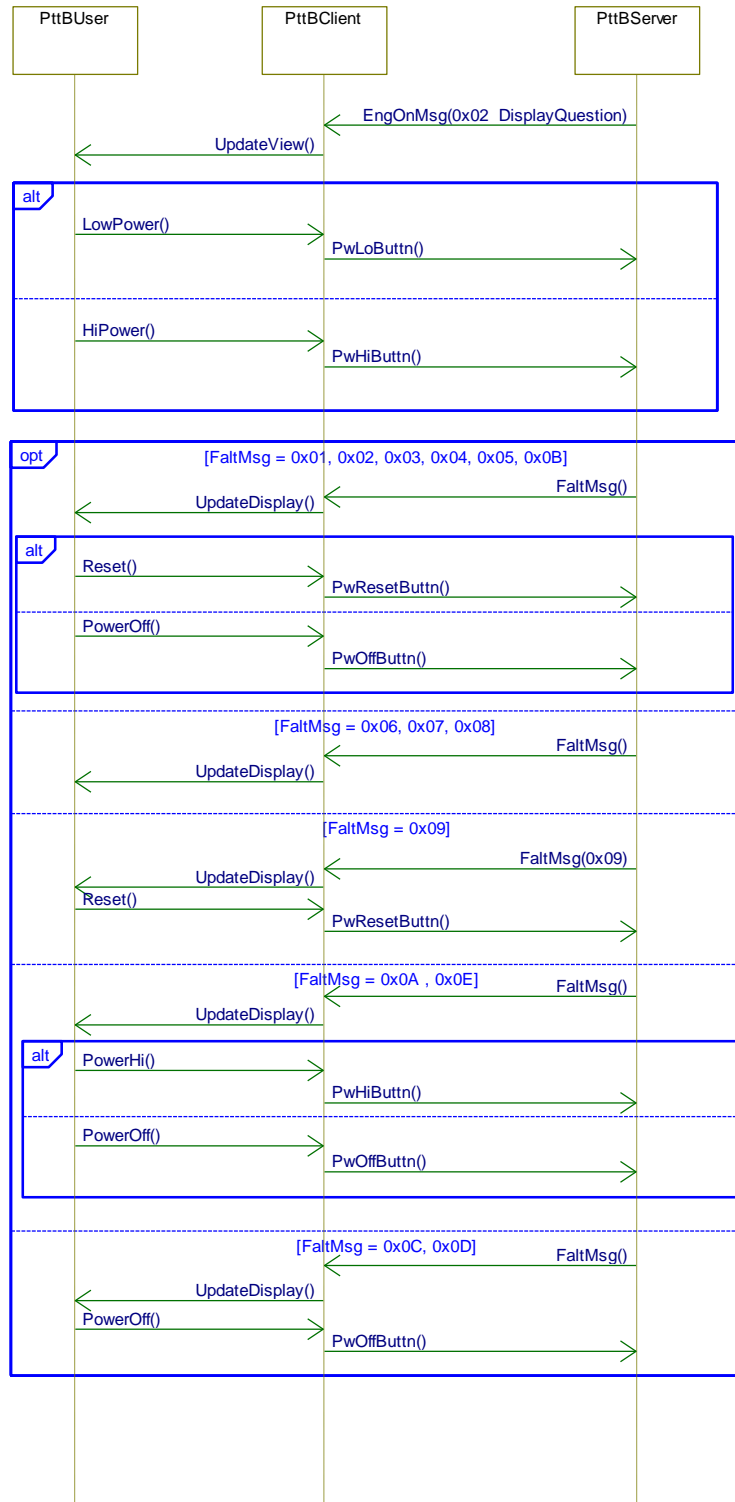 PttBUser
PttBClient
PttBServer
EngOnMsg(0x02_DisplayQuestion)
UpdateView()
alt
LowPower()
PwLoButtn()
HiPower()
PwHiButtn()
opt
[FaltMsg = 0x01, 0x02, 0x03, 0x04, 0x05, 0x0B]
FaltMsg()
UpdateDisplay()
alt
Reset()
PwResetButtn()
PowerOff()
PwOffButtn()
[FaltMsg = 0x06, 0x07, 0x08]
FaltMsg()
UpdateDisplay()
[FaltMsg = 0x09]
FaltMsg(0x09)
UpdateDisplay()
Reset()
PwResetButtn()
[FaltMsg = 0x0A , 0x0E]
FaltMsg()
UpdateDisplay()
alt
PowerHi()
PwHiButtn()
PowerOff()
PwOffButtn()
[FaltMsg = 0x0C, 0x0D]
FaltMsg()
UpdateDisplay()
PowerOff()
PwOffButtn()